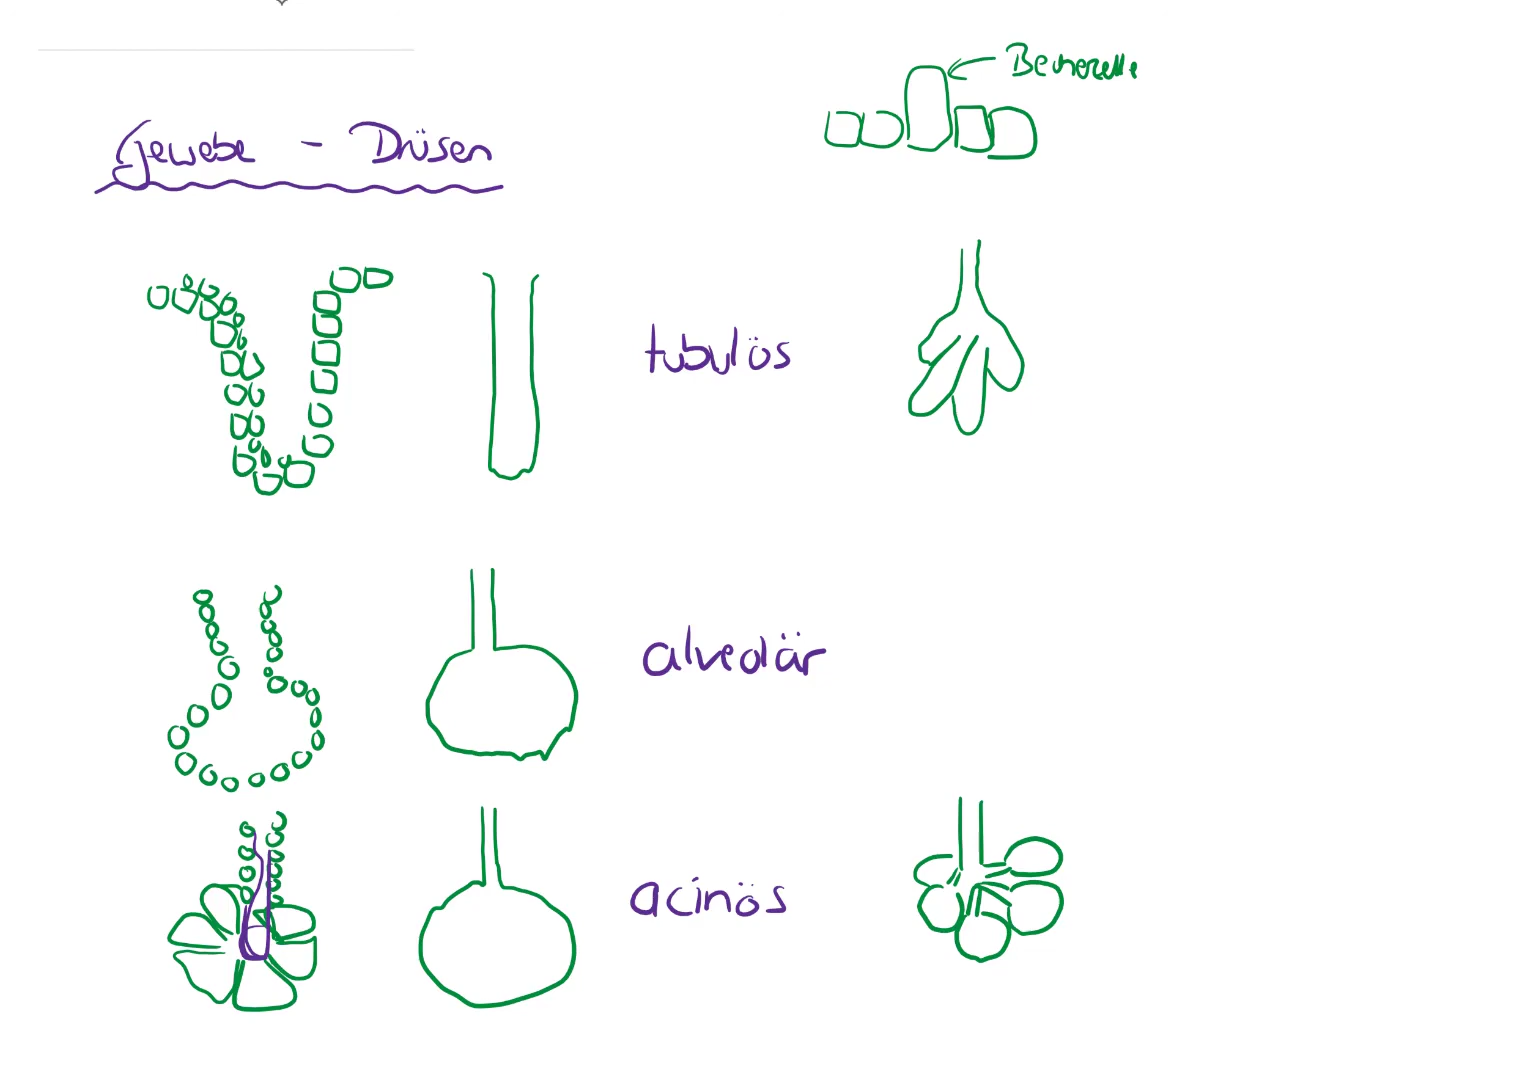 Becherzelle
Gewebe - Drüsen
tubulös
alveolär
acinös